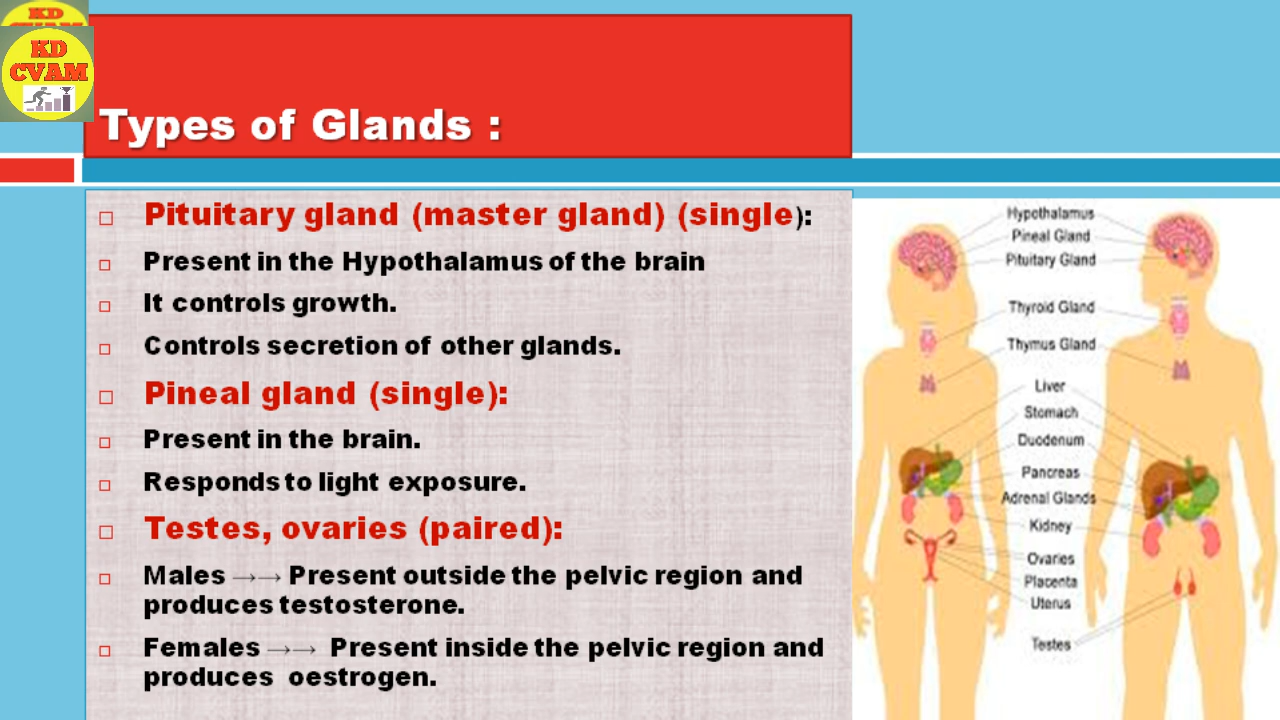 KD
CVAM
KD
CVAM
Types of Glands :
Pituitary gland (master gland) (single):
Present in the Hypothalamus of the brain
It controls growth.
Controls secretion of other glands.
Pineal gland (single):
Present in the brain.
Responds to light exposure.
Testes, ovaries (paired):
Males →→ Present outside the pelvic region and
produces testosterone.
Females →→ Present inside the pelvic region and
produces oestrogen.
Hypothalamus
Pineal Gland
Pituitary Gland
Thyroid Gland
Thymus Gland
Liver
Stomach
Duodenum
Pancreas
Adrenal Glands
Kidney
Ovaries
Placenta
Uterus
Testes